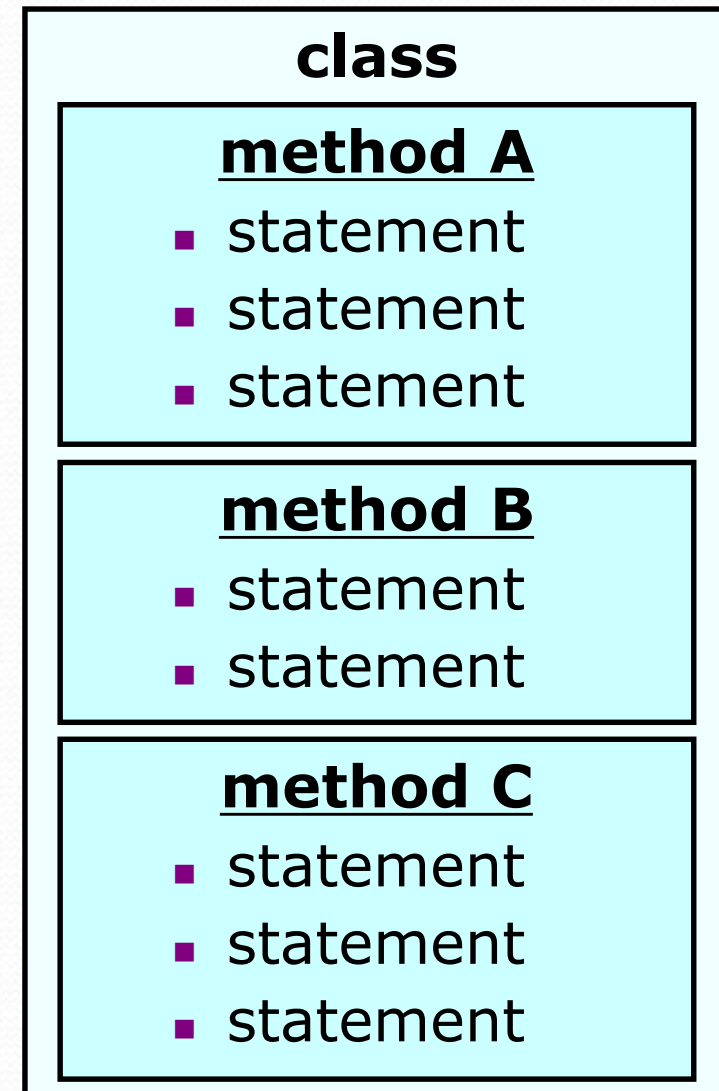 class
method A
▪ statement
▪ statement
▪ statement
method B
▪ statement
▪ statement
method C
▪ statement
▪ statement
▪ statement